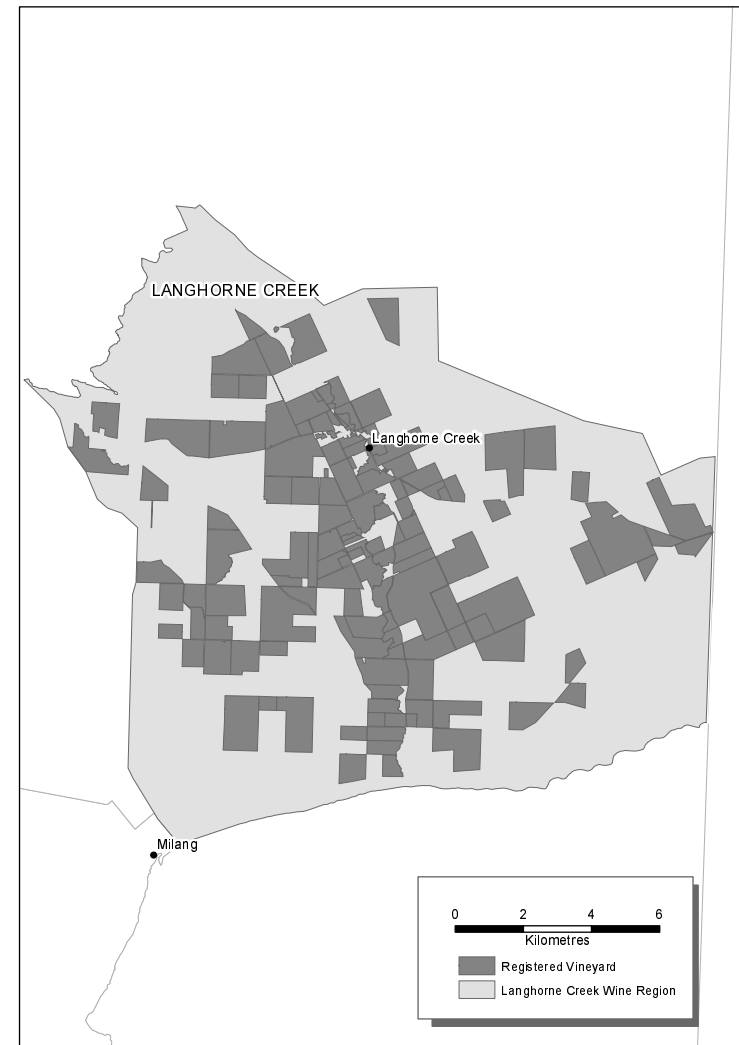 LANGHORNE CREEK
Langhorne Creek
Milang
0 2 4 6
Kilometres
Registered Vineyard
Langhorne Creek Wine Region